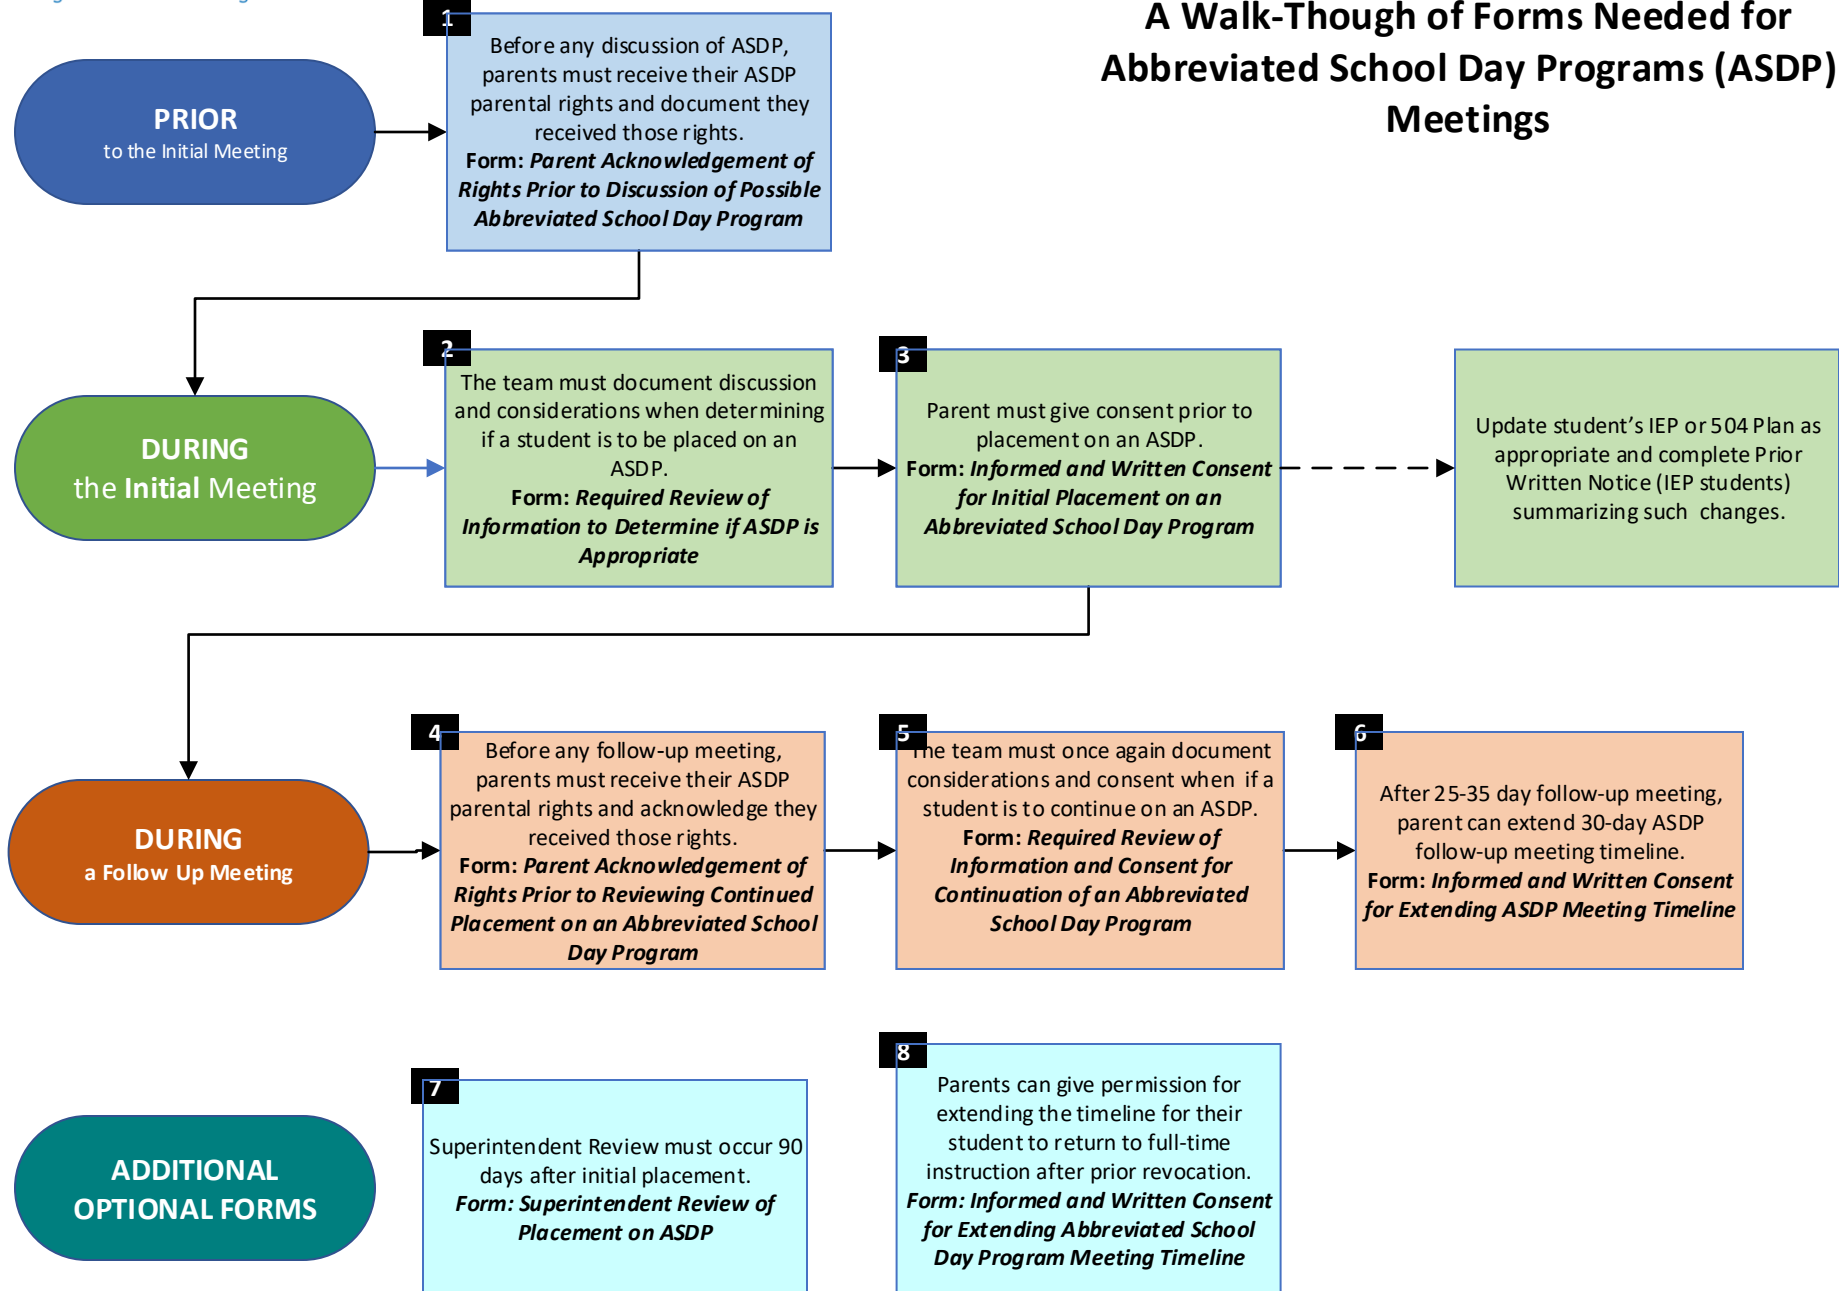 A Walk-Though of Forms Needed for
Abbreviated School Day Programs (ASDP)
Meetings
PRIOR
to the Initial Meeting
1
Before any discussion of ASDP,
parents must receive their ASDP
parental rights and document they
received those rights.
Form: Parent Acknowledgement of
Rights Prior to Discussion of Possible
Abbreviated School Day Program
DURING
the Initial Meeting
2
The team must document discussion
and considerations when determining
if a student is to be placed on an
ASDP.
Form: Required Review of
Information to Determine if ASDP is
Appropriate
3
Parent must give consent prior to
placement on an ASDP.
Form: Informed and Written Consent
for Initial Placement on an
Abbreviated School Day Program
Update student’s IEP or 504 Plan as
appropriate and complete Prior
Written Notice (IEP students)
summarizing such changes.
DURING
a Follow Up Meeting
4
Before any follow-up meeting,
parents must receive their ASDP
parental rights and acknowledge they
received those rights.
Form: Parent Acknowledgement of
Rights Prior to Reviewing Continued
Placement on an Abbreviated School
Day Program
5
The team must once again document
considerations and consent when if a
student is to continue on an ASDP.
Form: Required Review of
Information and Consent for
Continuation of an Abbreviated
School Day Program
6
After 25-35 day follow-up meeting,
parent can extend 30-day ASDP
follow-up meeting timeline.
Form: Informed and Written Consent
for Extending ASDP Meeting Timeline
ADDITIONAL
OPTIONAL FORMS
7
Superintendent Review must occur 90
days after initial placement.
Form: Superintendent Review of
Placement on ASDP
8
Parents can give permission for
extending the timeline for their
student to return to full-time
instruction after prior revocation.
Form: Informed and Written Consent
for Extending Abbreviated School
Day Program Meeting Timeline